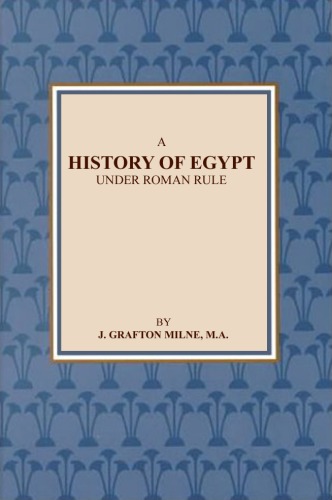 A
HISTORY OF EGYPT
UNDER ROMAN RULE
BY
J. GRAFTON MILNE, M.A.